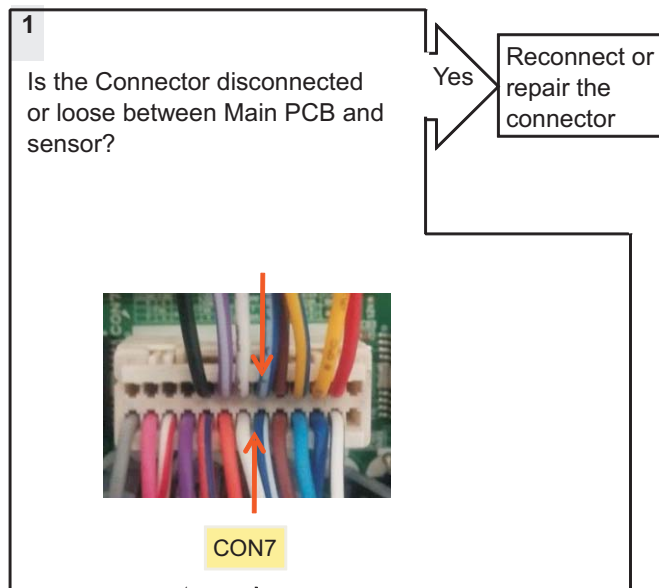 1
Is the Connector disconnected
or loose between Main PCB and
sensor?
Yes
Reconnect or
repair the
connector
CON7
CON7